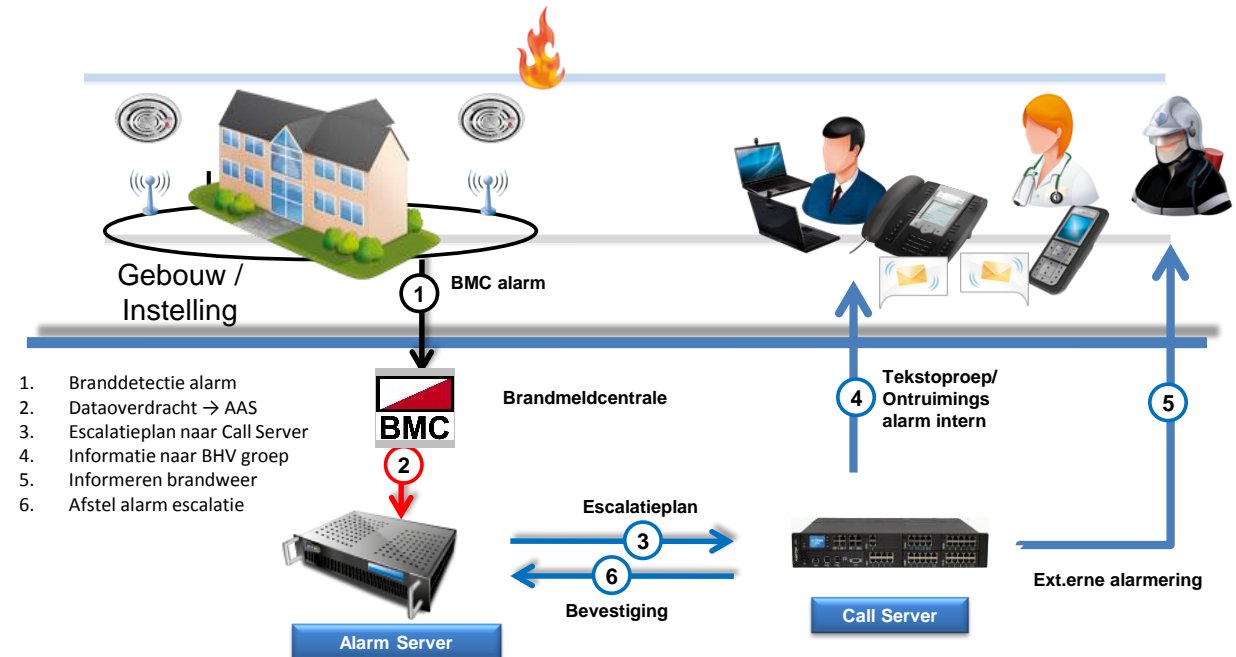 Gebouw /
Instelling
1
BMC alarm
1. Branddetectie alarm
2. Dataoverdracht → AAS
3. Escalatieplan naar Call Server
4. Informatie naar BHV groep
5. Informeren brandweer
6. Afstel alarm escalatie
BMC
Brandmeldcentrale
2
4
Tekstoproep/
Ontruimings
alarm intern
5
Escalatieplan
3
6
Bevestiging
Ext.erne alarmering
Alarm Server
Call Server